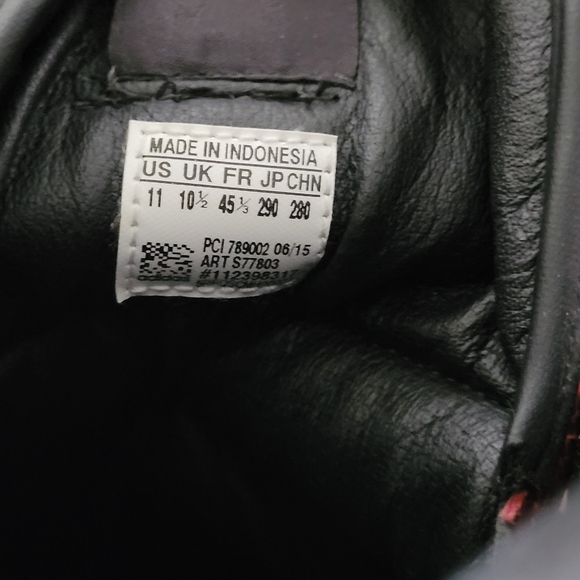 MADE IN INDONESIA
US UK FR JP CHN
11 10½ 45⅓ 290 280
PCI 789002 06/15
ART S77803